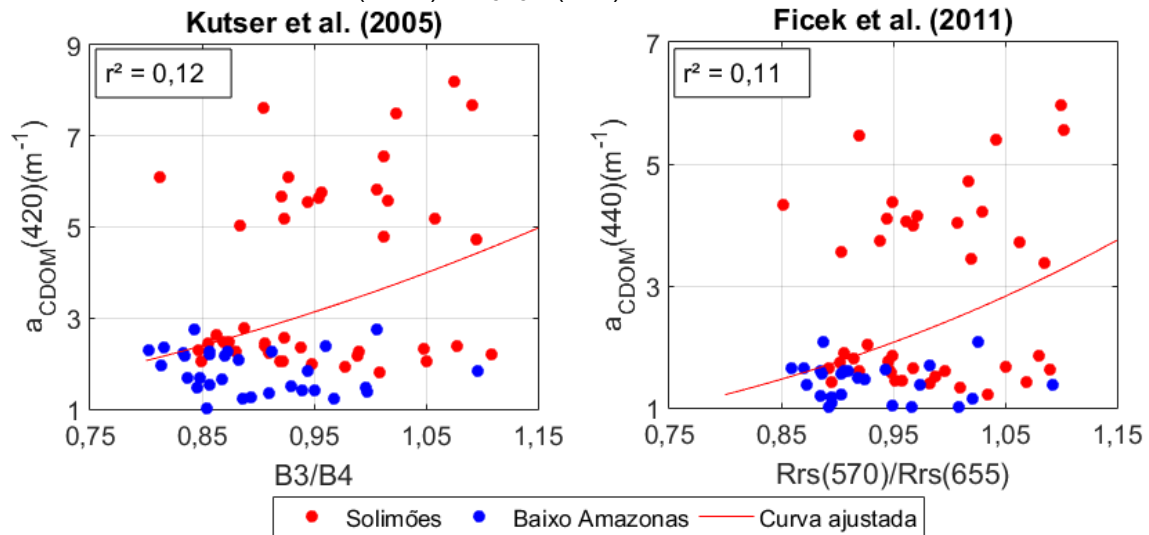 Kutser et al. (2005)
r² = 0,12
a_CDOM(420)(m⁻¹)
9
7
5
3
1
0,75 0,85 0,95 1,05 1,15
B3/B4
Ficek et al. (2011)
r² = 0,11
a_CDOM(440)(m⁻¹)
7
5
3
1
0,75 0,85 0,95 1,05 1,15
Rrs(570)/Rrs(655)
Solimões Baixo Amazonas Curva ajustada